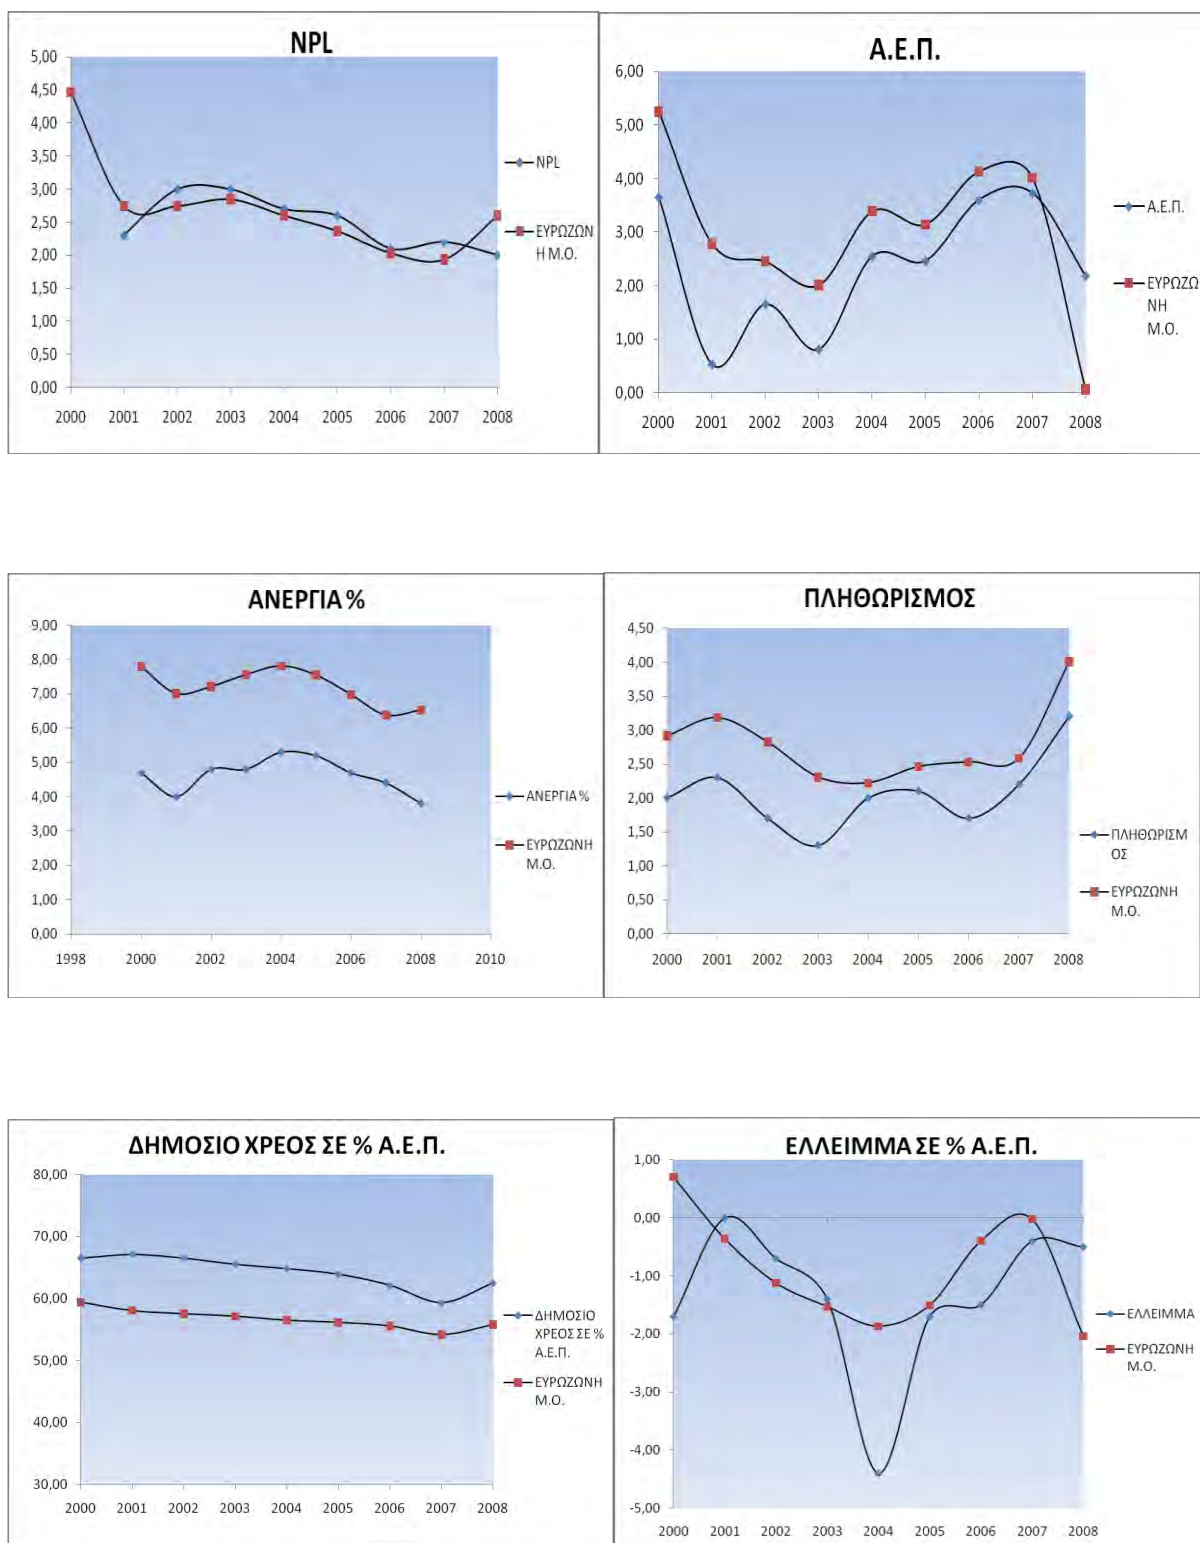 NPL
5,00
4,50
4,00
3,50
3,00
2,50
2,00
1,50
1,00
0,50
0,00
2000 2001 2002 2003 2004 2005 2006 2007 2008
NPL
ΕΥΡΩΖΩΝ
Η Μ.Ο.
Α.Ε.Π.
6,00
5,00
4,00
3,00
2,00
1,00
0,00
2000 2001 2002 2003 2004 2005 2006 2007 2008
Α.Ε.Π.
ΕΥΡΩΖΩ
ΝΗ
Μ.Ο.
ΑΝΕΡΓΙΑ %
9,00
8,00
7,00
6,00
5,00
4,00
3,00
2,00
1,00
0,00
1998 2000 2002 2004 2006 2008 2010
ΑΝΕΡΓΙΑ %
ΕΥΡΩΖΩΝΗ
Μ.Ο.
ΠΛΗΘΩΡΙΣΜΟΣ
4,50
4,00
3,50
3,00
2,50
2,00
1,50
1,00
0,50
0,00
2000 2001 2002 2003 2004 2005 2006 2007 2008
ΠΛΗΘΩΡΙΣΜ
ΟΣ
ΕΥΡΩΖΩΝΗ
Μ.Ο.
ΔΗΜΟΣΙΟ ΧΡΕΟΣ ΣΕ % Α.Ε.Π.
80,00
70,00
60,00
50,00
40,00
30,00
2000 2001 2002 2003 2004 2005 2006 2007 2008
ΔΗΜΟΣΙΟ
ΧΡΕΟΣ ΣΕ %
Α.Ε.Π.
ΕΥΡΩΖΩΝΗ
Μ.Ο.
ΕΛΛΕΙΜΜΑ ΣΕ % Α.Ε.Π.
1,00
0,00
-1,00
-2,00
-3,00
-4,00
-5,00
2000 2001 2002 2003 2004 2005 2006 2007 2008
ΕΛΛΕΙΜΜΑ
ΕΥΡΩΖΩΝΗ
Μ.Ο.